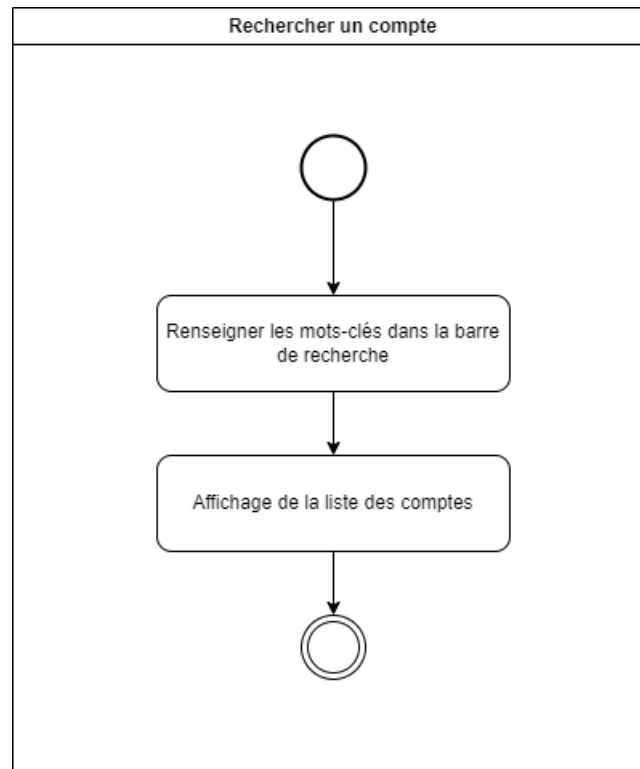 Rechercher un compte
Renseigner les mots-clés dans la barre
de recherche
Affichage de la liste des comptes